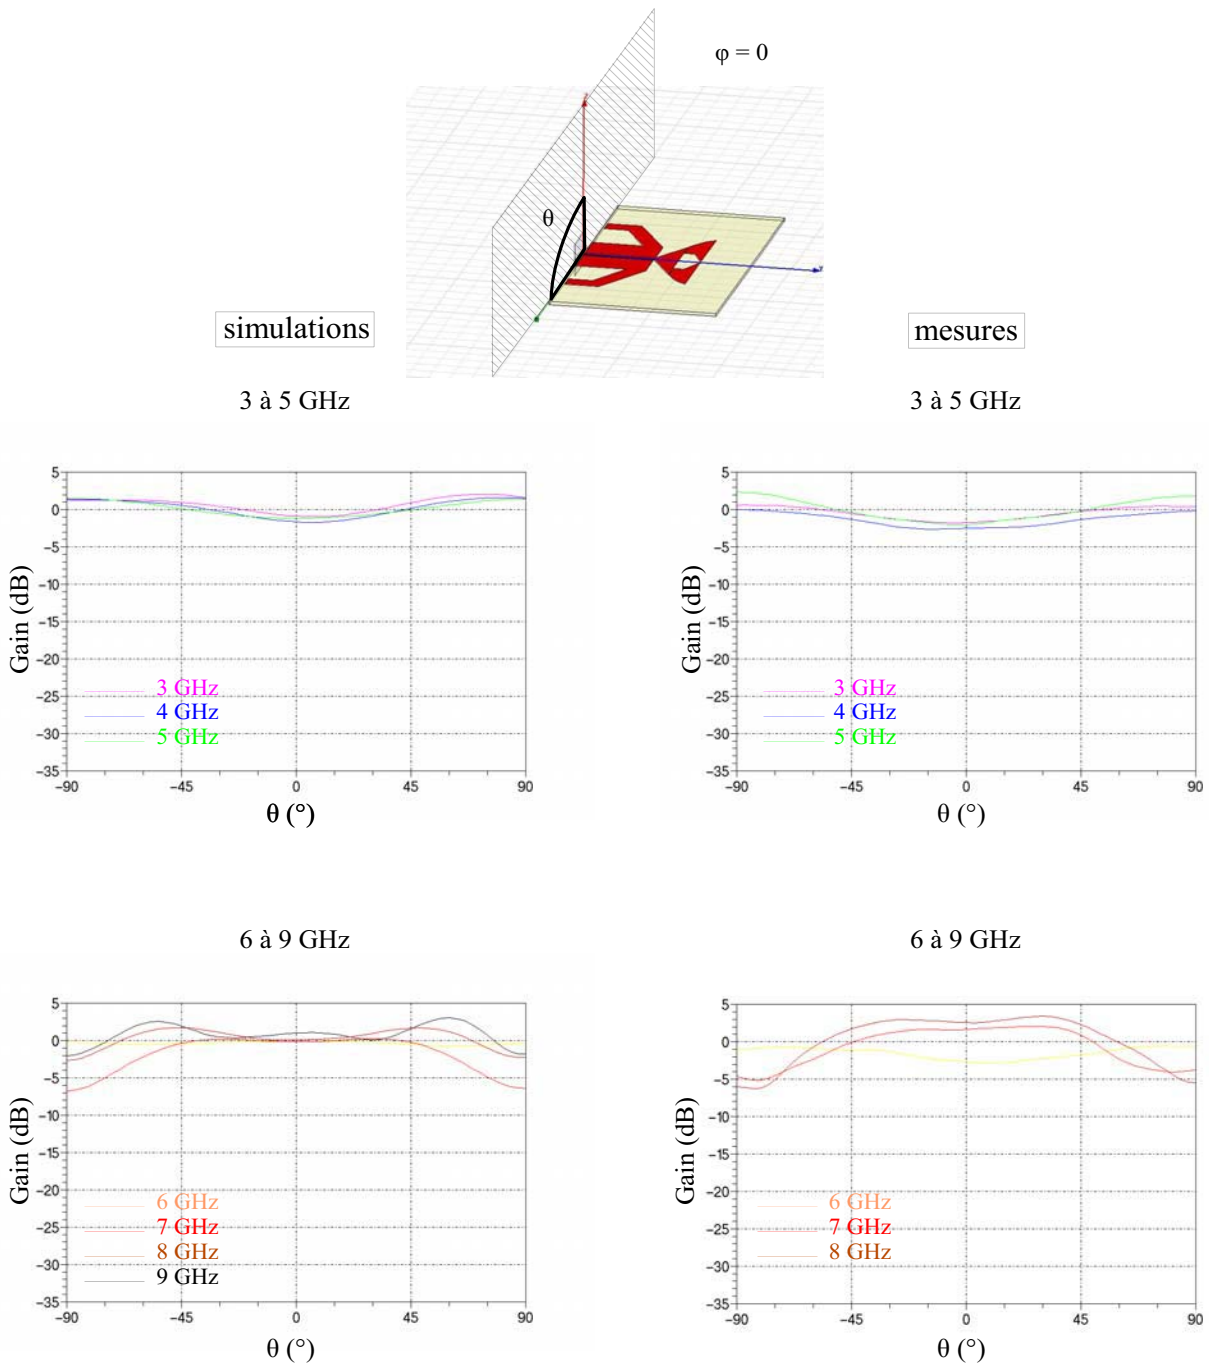 φ = 0
z
θ
simulations
mesures
3 à 5 GHz
3 à 5 GHz
5
0
−5
−10
−15
−20
−25
−30
−35
Gain (dB)
3 GHz
4 GHz
5 GHz
−90
−45
0
45
90
θ (°)
5
0
−5
−10
−15
−20
−25
−30
−35
Gain (dB)
3 GHz
4 GHz
5 GHz
−90
−45
0
45
90
θ (°)
6 à 9 GHz
6 à 9 GHz
5
0
−5
−10
−15
−20
−25
−30
−35
Gain (dB)
6 GHz
7 GHz
8 GHz
9 GHz
−90
−45
0
45
90
θ (°)
5
0
−5
−10
−15
−20
−25
−30
−35
Gain (dB)
6 GHz
7 GHz
8 GHz
−90
−45
0
45
90
θ (°)